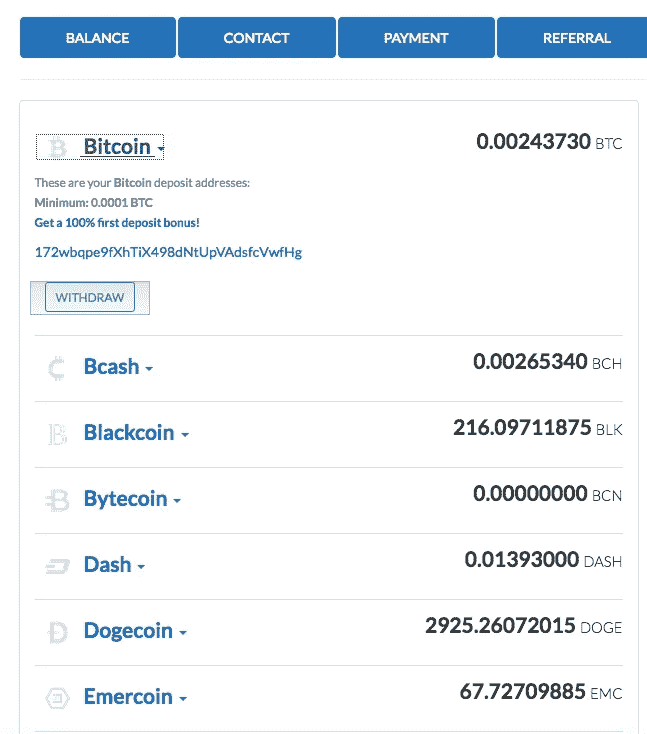 BALANCE CONTACT PAYMENT REFERRAL
Bitcoin 0.00243730 BTC
These are your Bitcoin deposit addresses:
Minimum: 0.0001 BTC
Get a 100% first deposit bonus!
172wbqpe9fXhTiX498dNtUpVAdsfcVwfHg
WITHDRAW
Bcash 0.00265340 BCH
Blackcoin 216.09711875 BLK
Bytecoin 0.00000000 BCN
Dash 0.01393000 DASH
Dogecoin 2925.26072015 DOGE
Emercoin 67.72709885 EMC